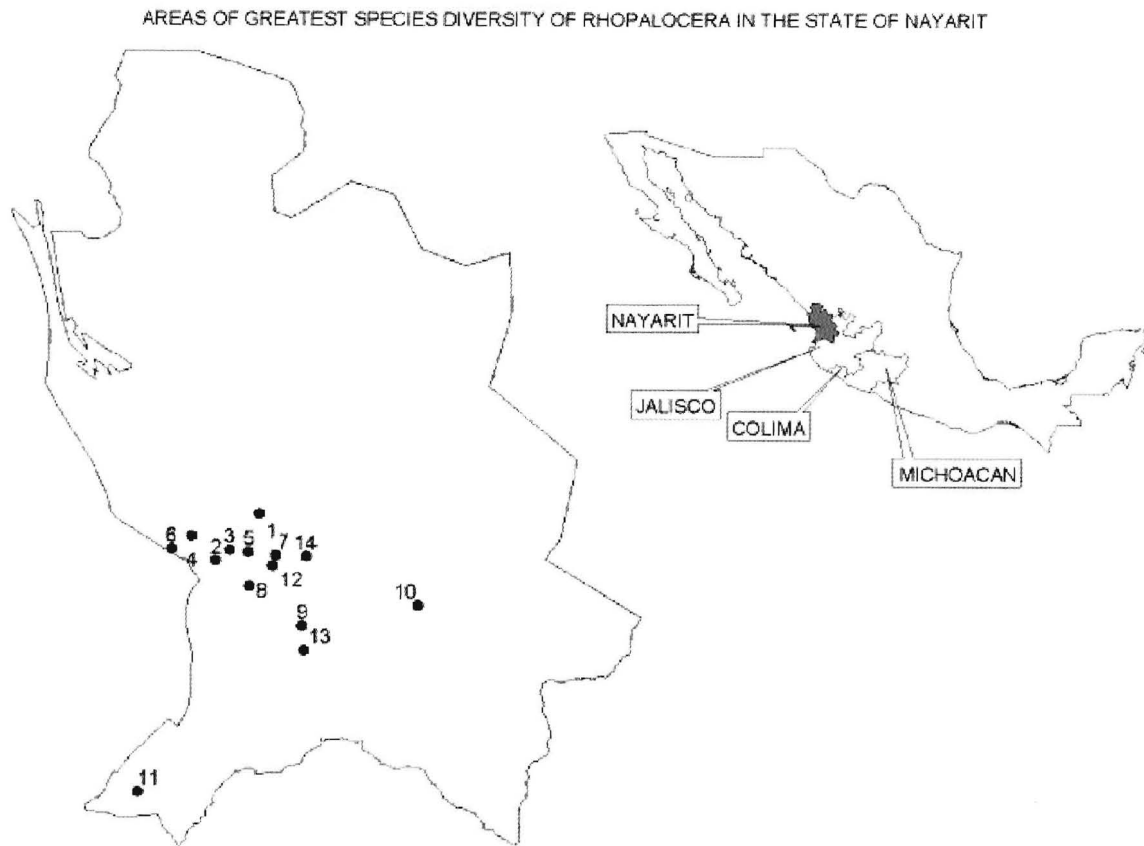 AREAS OF GREATEST SPECIES DIVERSITY OF RHOPALOCERA IN THE STATE OF NAYARIT
NAYARIT
JALISCO
COLIMA
MICHOACAN
1
6
2
3
5
7
14
4
12
8
10
9
13
11